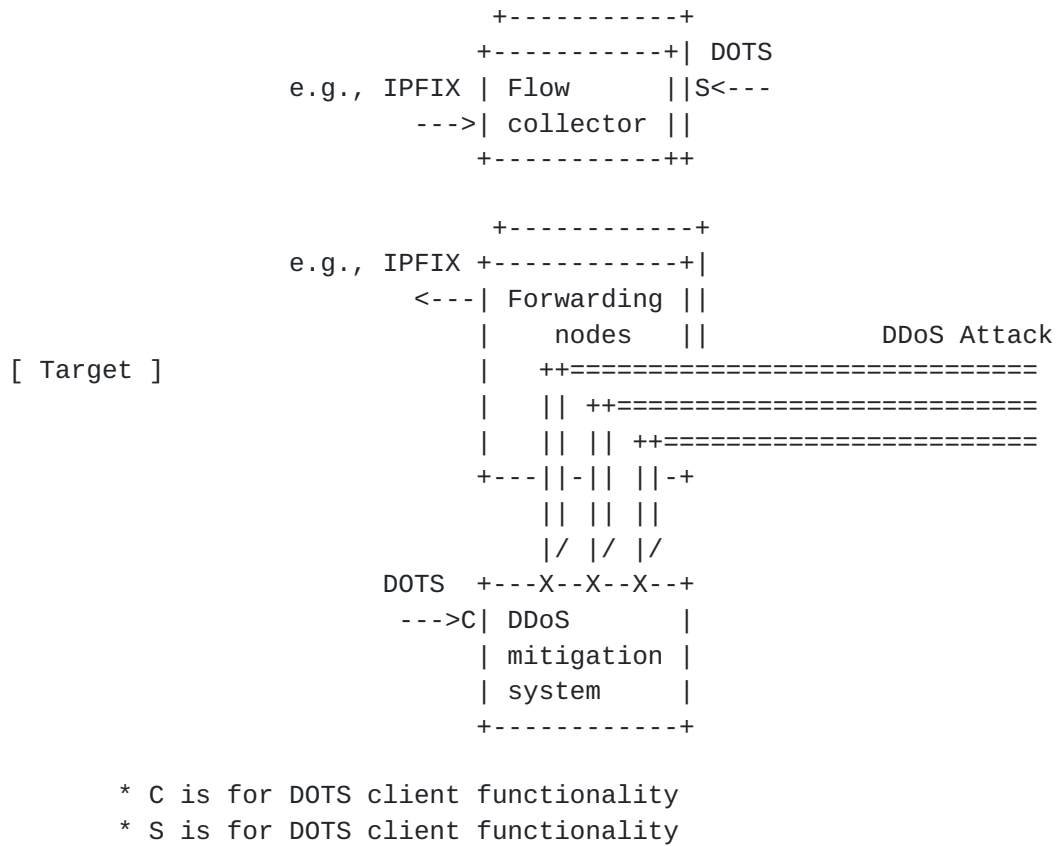 +-----------+
                              +-----------+| DOTS
                  e.g., IPFIX | Flow      ||S<---
                          --->| collector ||
                              +-----------++

                               +------------+
                  e.g., IPFIX +------------+|
                          <---| Forwarding ||
                              |    nodes   ||           DDoS Attack
[ Target ]                    |   ++==============================
                              |   || ++===========================
                              |   || || ++========================
                              +---||-|| ||-+
                                  || || ||
                                  |/ |/ |/
                        DOTS  +---X--X--X--+
                         --->C| DDoS       |
                              | mitigation |
                              | system     |
                              +------------+

       * C is for DOTS client functionality
       * S is for DOTS client functionality